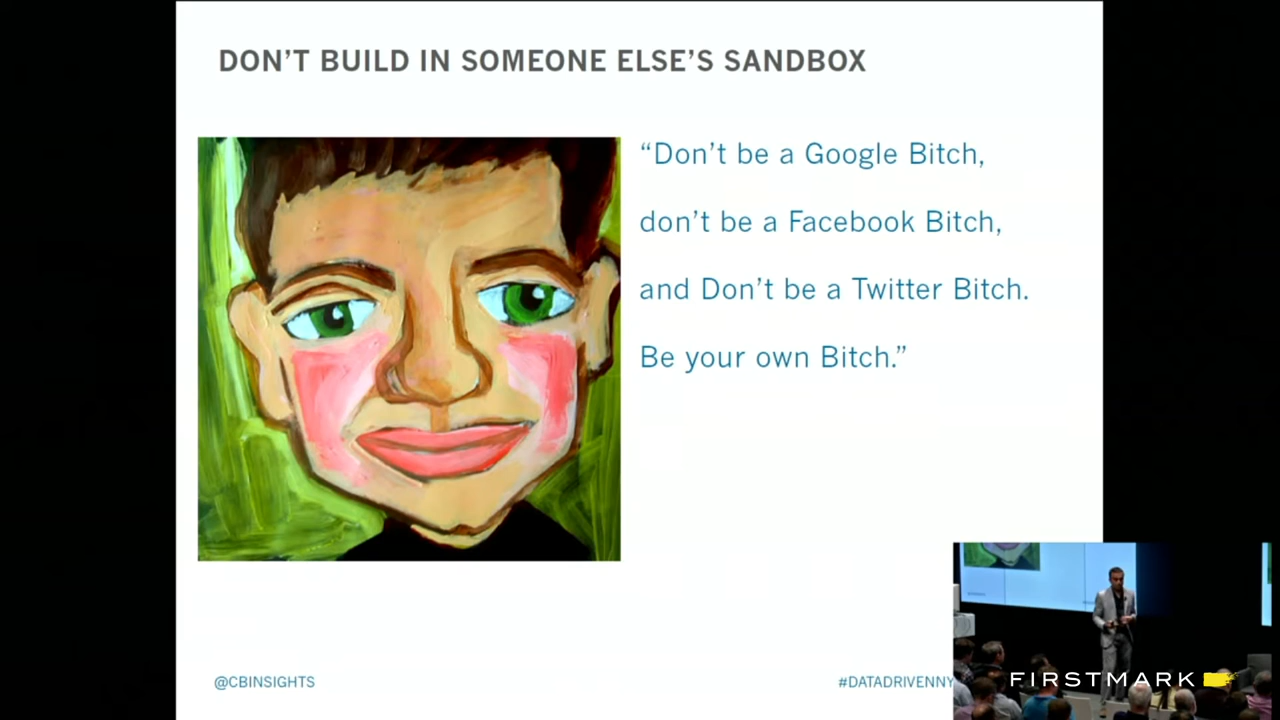 DON'T BUILD IN SOMEONE ELSE'S SANDBOX
“Don't be a Google Bitch,
don't be a Facebook Bitch,
and Don't be a Twitter Bitch.
Be your own Bitch.”
@CBINSIGHTS
#DATADRIVENNY
FIRSTMARK